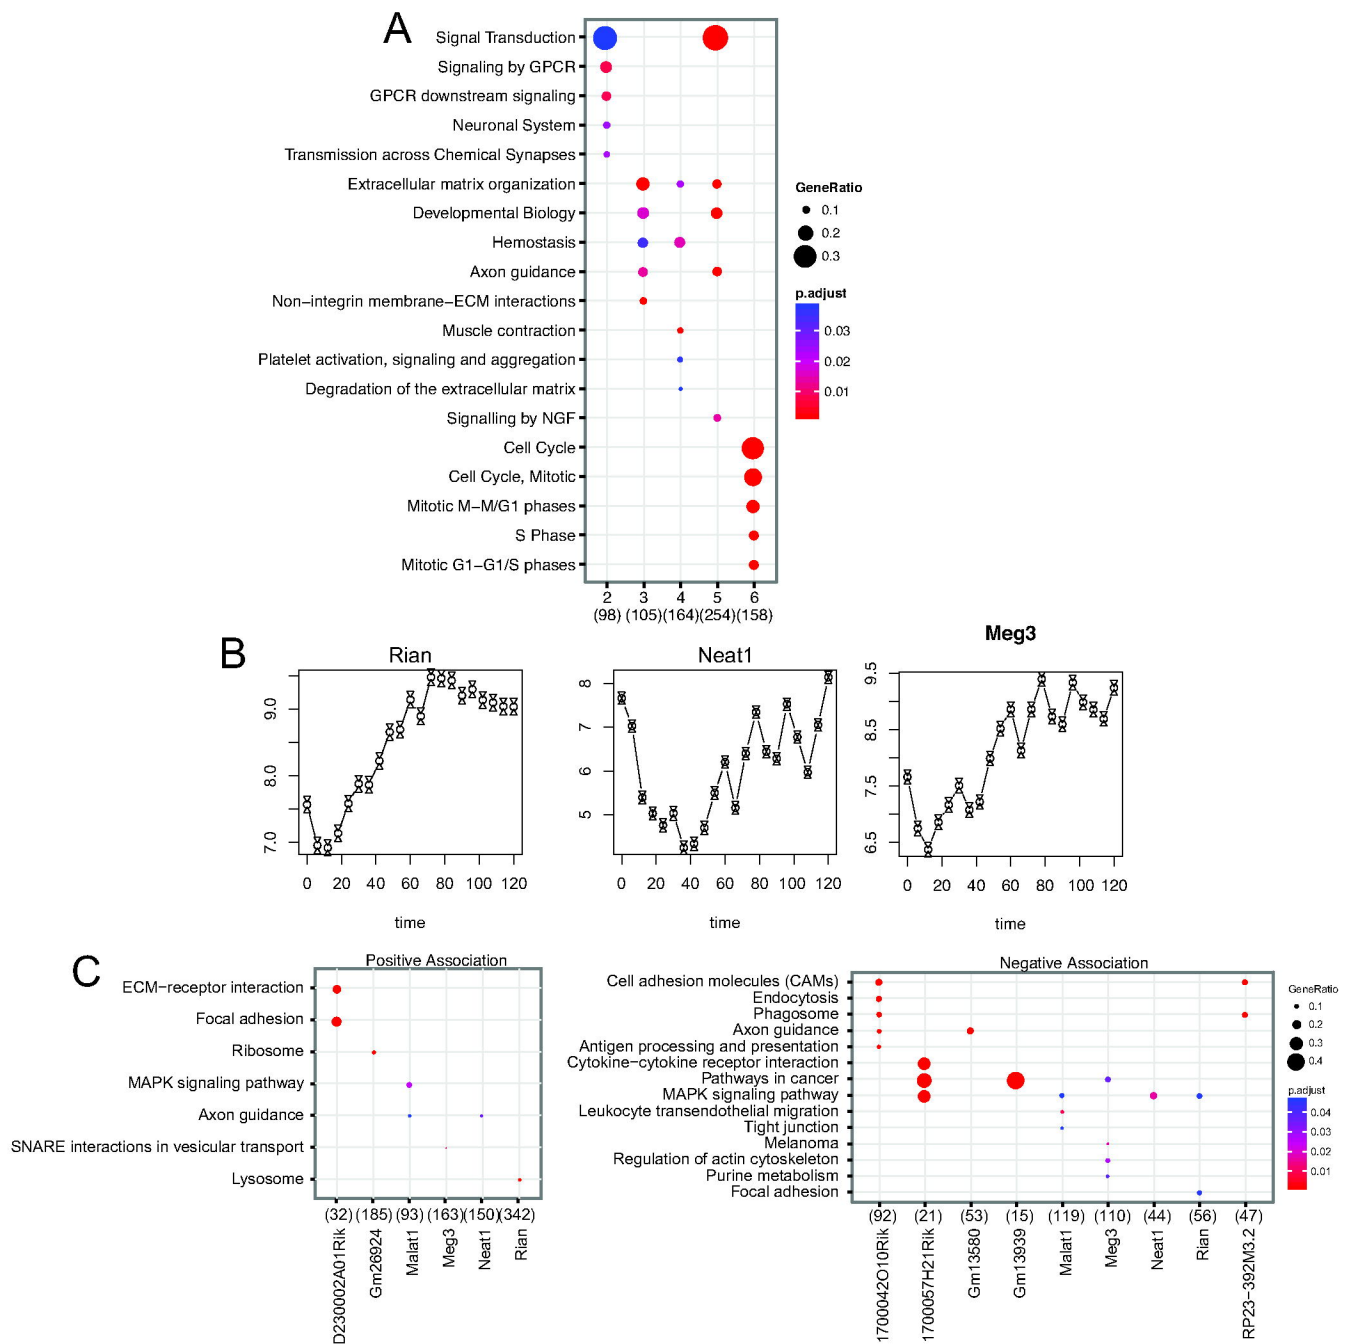 A
Signal Transduction
Signaling by GPCR
GPCR downstream signaling
Neuronal System
Transmission across Chemical Synapses
Extracellular matrix organization
Developmental Biology
Hemostasis
Axon guidance
Non−integrin membrane−ECM interactions
Muscle contraction
Platelet activation, signaling and aggregation
Degradation of the extracellular matrix
Signalling by NGF
Cell Cycle
Cell Cycle, Mitotic
Mitotic M−M/G1 phases
S Phase
Mitotic G1−G1/S phases
2 3 4 5 6
(98) (105) (164) (254) (158)
GeneRatio
0.1
0.2
0.3
p.adjust
0.03
0.02
0.01
B
Rian
9.0
8.0
7.0
0 20 40 60 80 100 120
time
Neat1
8
7
6
5
0 20 40 60 80 100 120
Meg3
9.5
8.5
7.5
6.5
0 20 40 60 80 100 120
time
C
Positive Association
ECM−receptor interaction
Focal adhesion
Ribosome
MAPK signaling pathway
Axon guidance
SNARE interactions in vesicular transport
Lysosome
(32) (185) (93) (163) (150) (342)
D230002A01Rik
Gm26924
Malat1
Meg3
Neat1
Rian
Negative Association
Cell adhesion molecules (CAMs)
Endocytosis
Phagosome
Axon guidance
Antigen processing and presentation
Cytokine−cytokine receptor interaction
Pathways in cancer
MAPK signaling pathway
Leukocyte transendothelial migration
Tight junction
Melanoma
Regulation of actin cytoskeleton
Purine metabolism
Focal adhesion
(92) (21) (53) (15) (119) (110) (44) (56) (47)
1700042O10Rik
1700057H21Rik
Gm13580
Gm13939
Malat1
Meg3
Neat1
Rian
RP23−392M3.2
GeneRatio
0.1
0.2
0.3
0.4
p.adjust
0.04
0.03
0.02
0.01